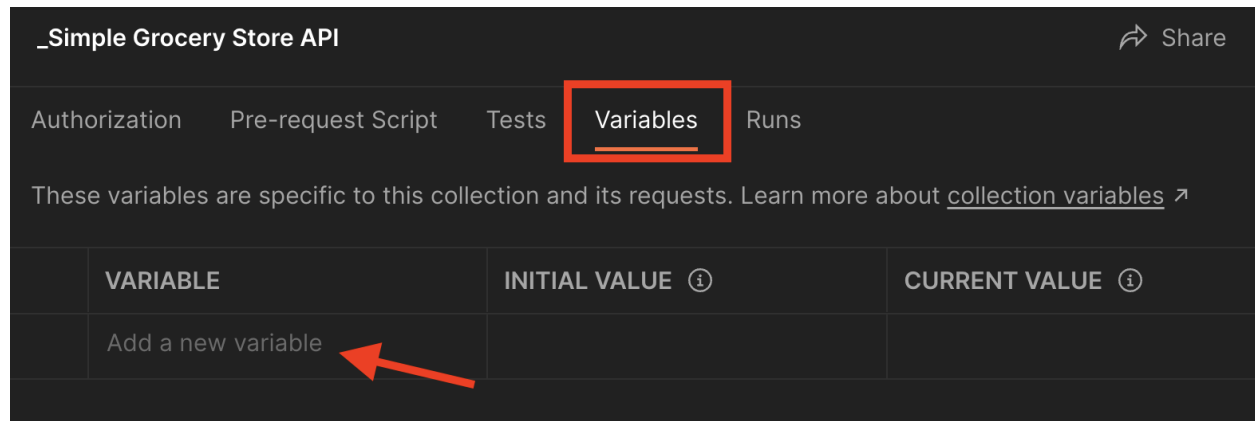 _Simple Grocery Store API
Share
Authorization Pre-request Script Tests Variables Runs
These variables are specific to this collection and its requests. Learn more about collection variables ↗
VARIABLE INITIAL VALUE CURRENT VALUE
Add a new variable